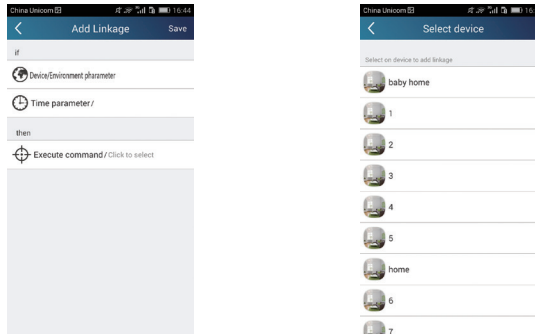 China Unicom 16:44
Add Linkage Save
if
Device/Environment pharameter
Time parameter/
then
Execute command/Click to select
China Unicom 16:
Select device
Select on device to add linkage
baby home
1
2
3
4
5
home
6
7